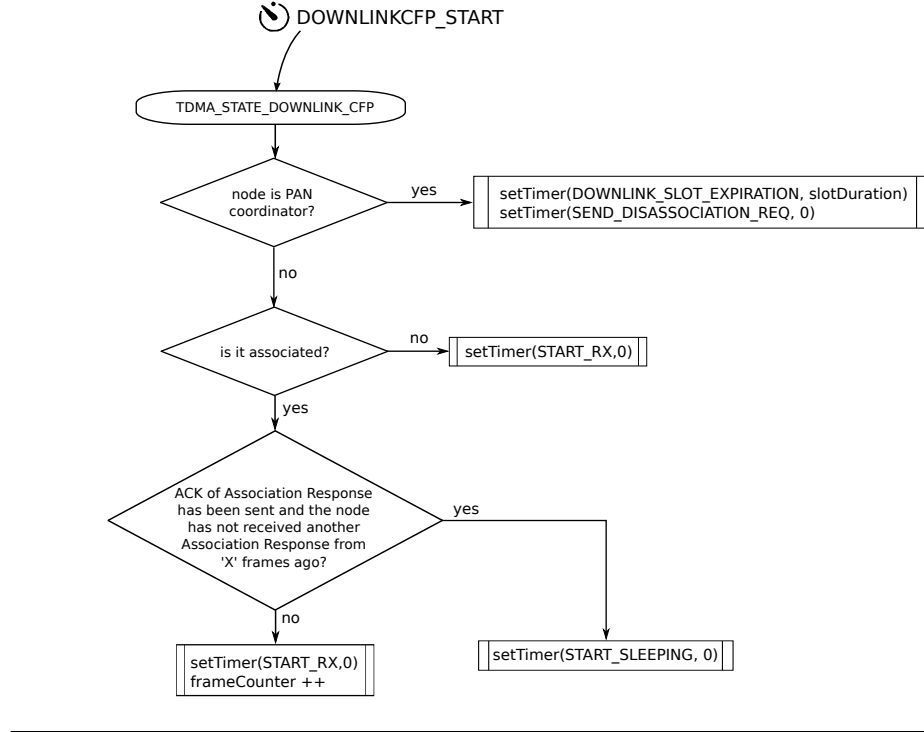 DOWNLINKCFP_START
TDMA_STATE_DOWNLINK_CFP
node is PAN
coordinator?
yes
setTimer(DOWNLINK_SLOT_EXPIRATION, slotDuration)
setTimer(SEND_DISASSOCIATION_REQ, 0)
no
is it associated?
no
setTimer(START_RX,0)
yes
ACK of Association Response
has been sent and the node
has not received another
Association Response from
'X' frames ago?
yes
no
setTimer(START_RX,0)
frameCounter ++
setTimer(START_SLEEPING, 0)